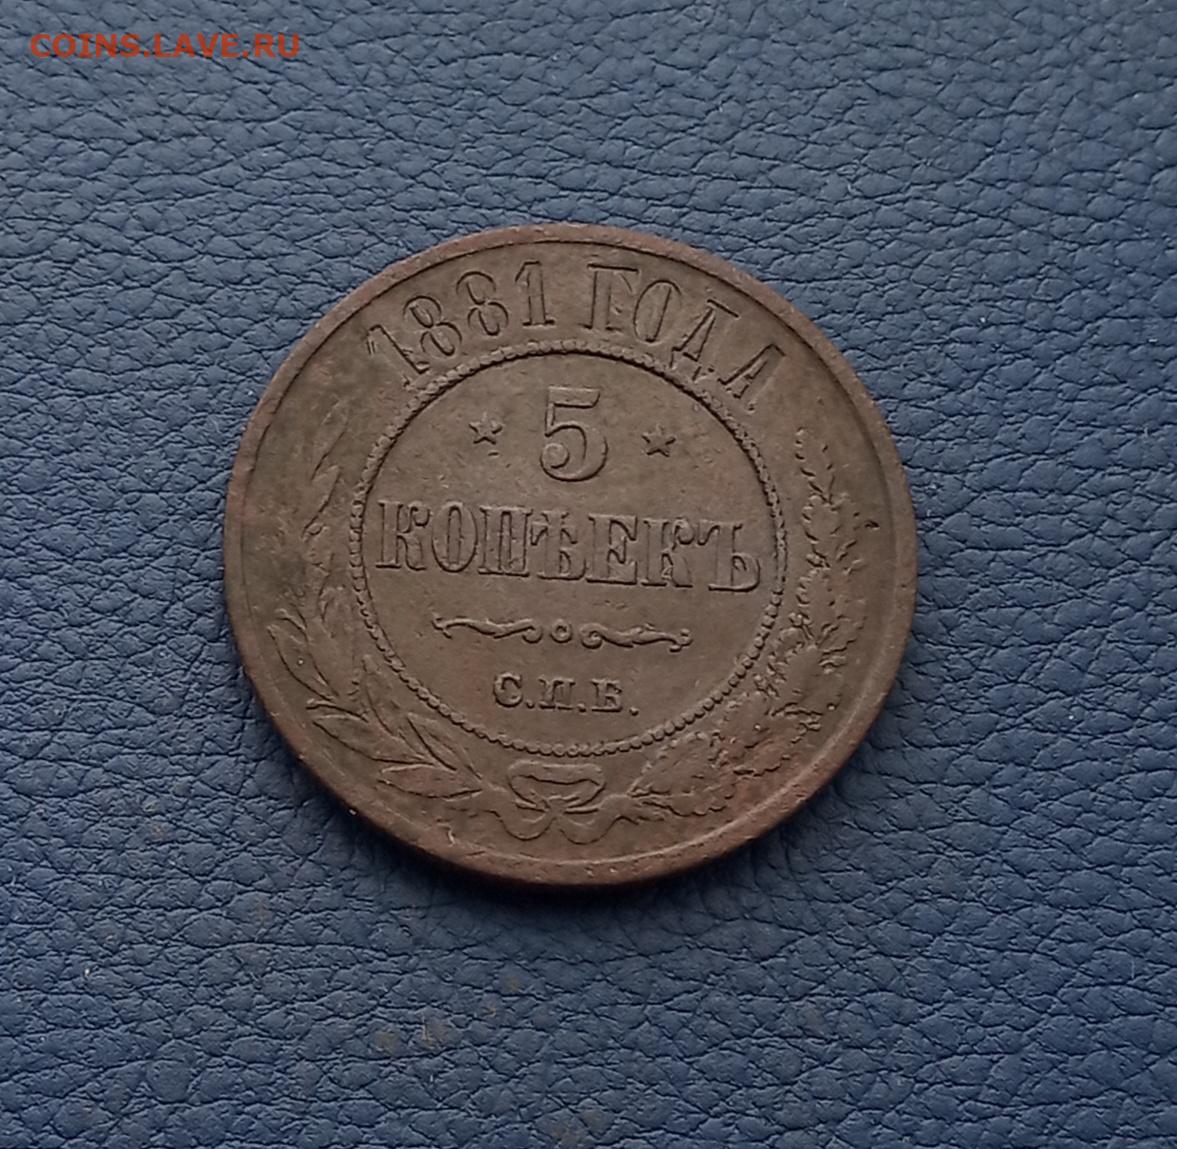 COINS.LAVE.RU
1881 ГОДА
5
КОПѢЕКЪ
С.П.Б.